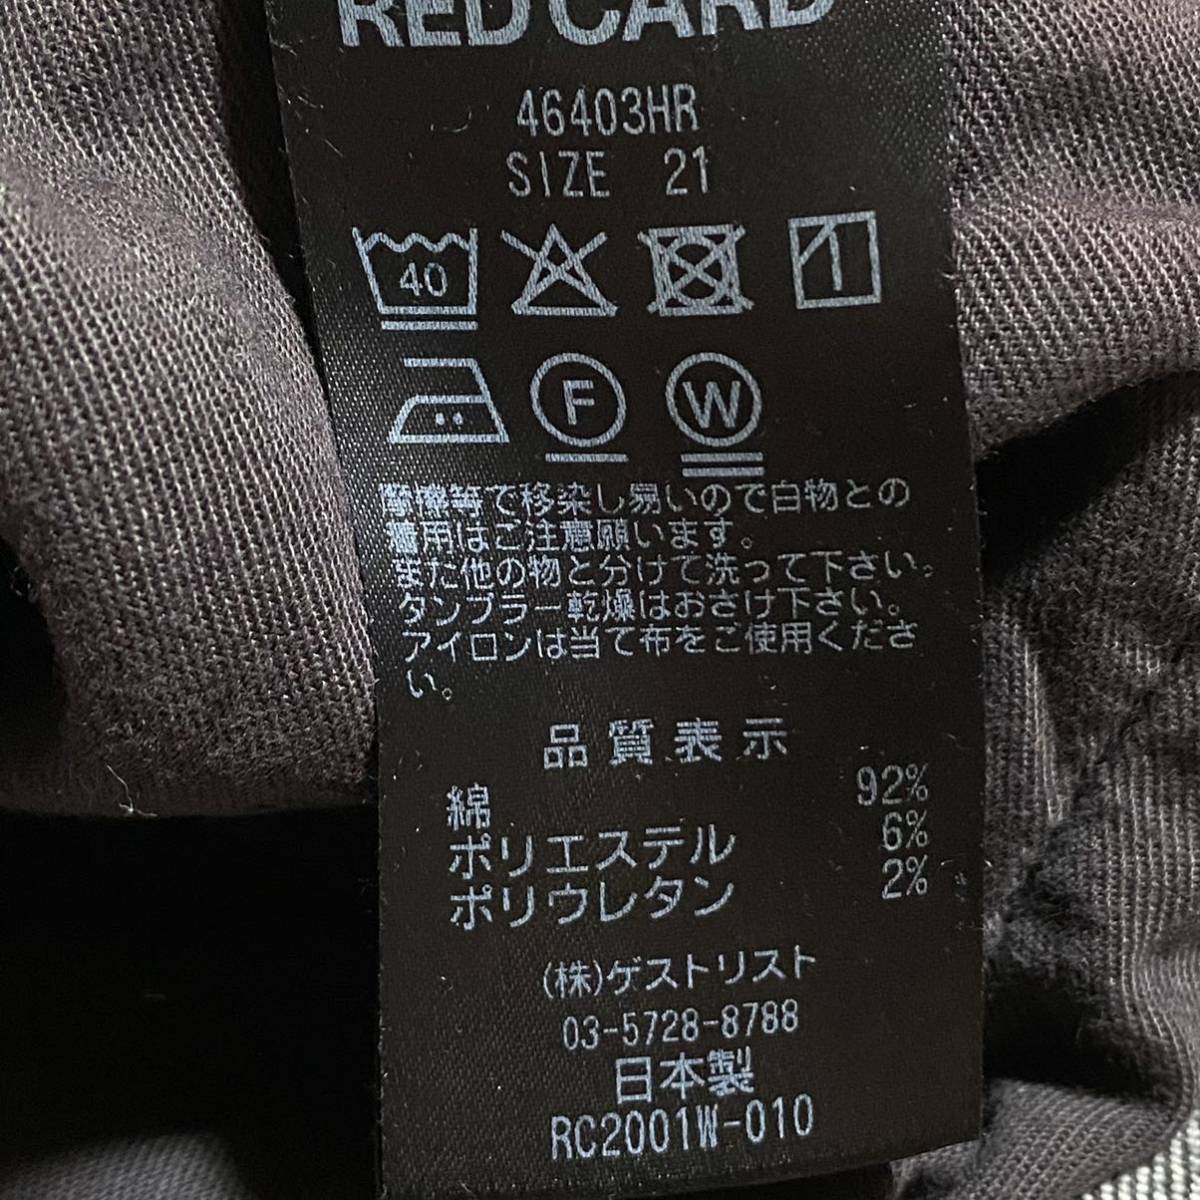 RED CARD
46403HR
SIZE 21
40
F W
摩擦等で移染し易いので白物との
着用はご注意願います。
また他の物と分けて洗って下さい。
タンブラー乾燥はおさけ下さい。
アイロンは当て布をご使用くださ
い。
品質表示
綿 92%
ポリエステル 6%
ポリウレタン 2%
(株)ゲストリスト
03-5728-8788
日本製
RC2001W-010